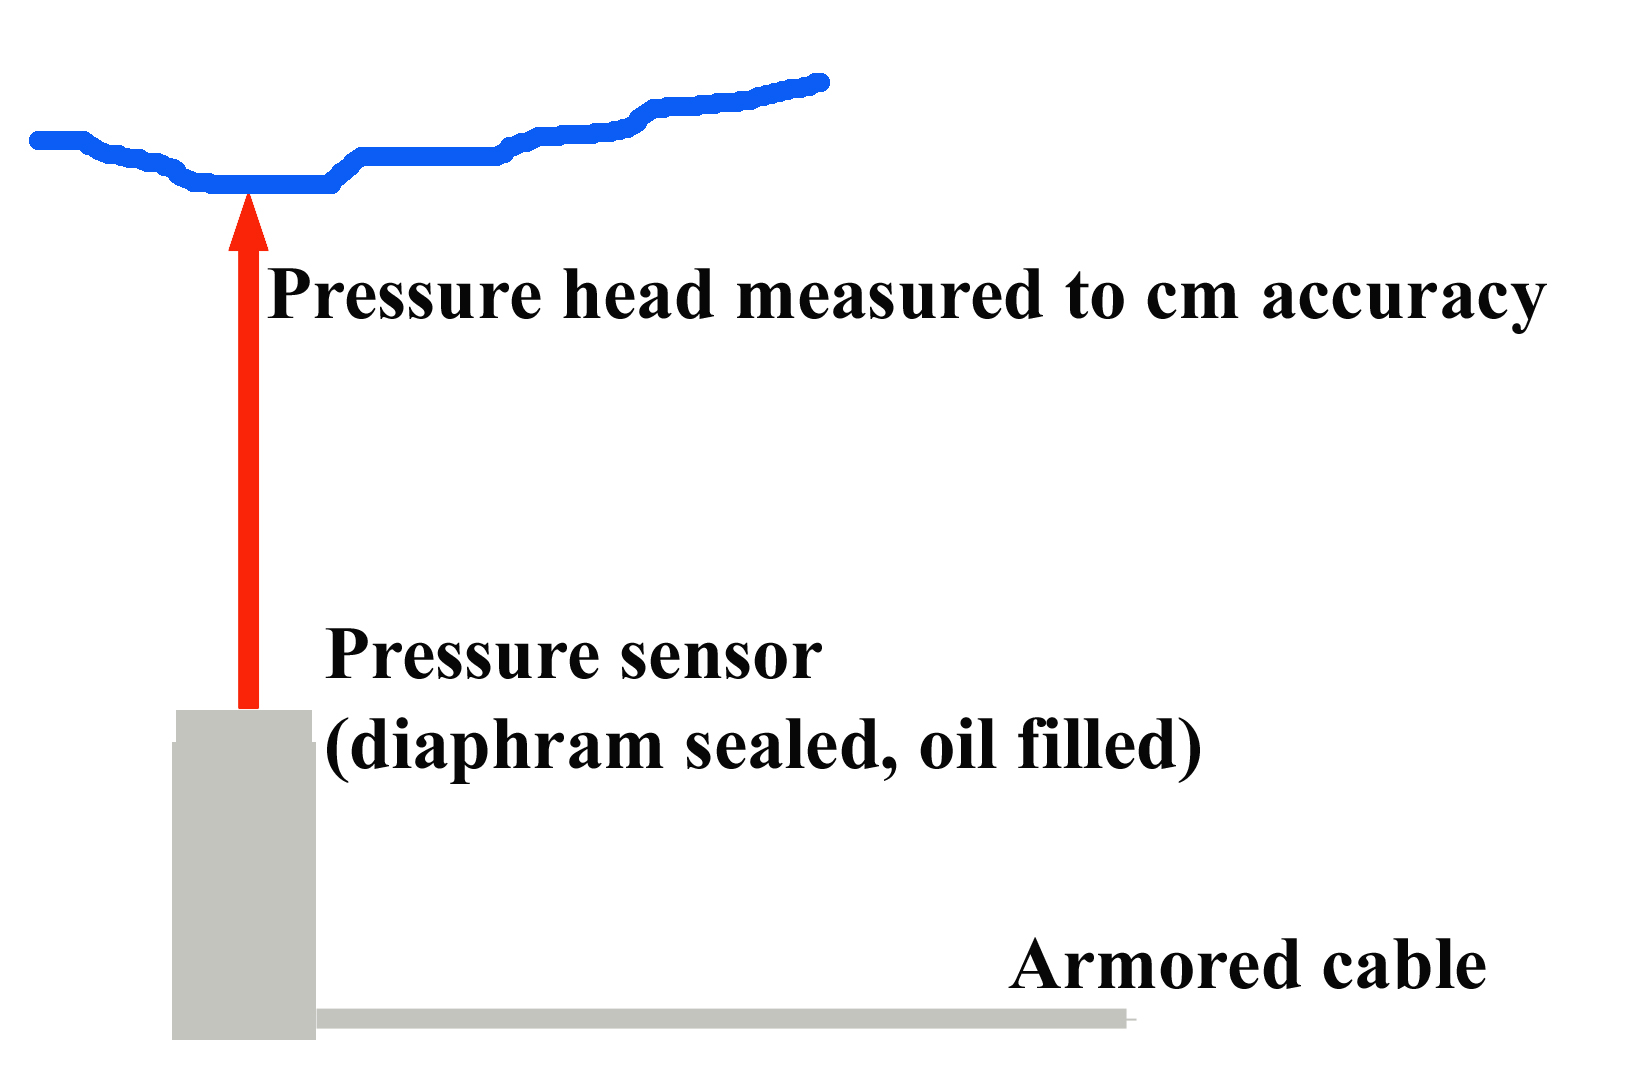 Pressure head measured to cm accuracy
Pressure sensor
(diaphram sealed, oil filled)
Armored cable